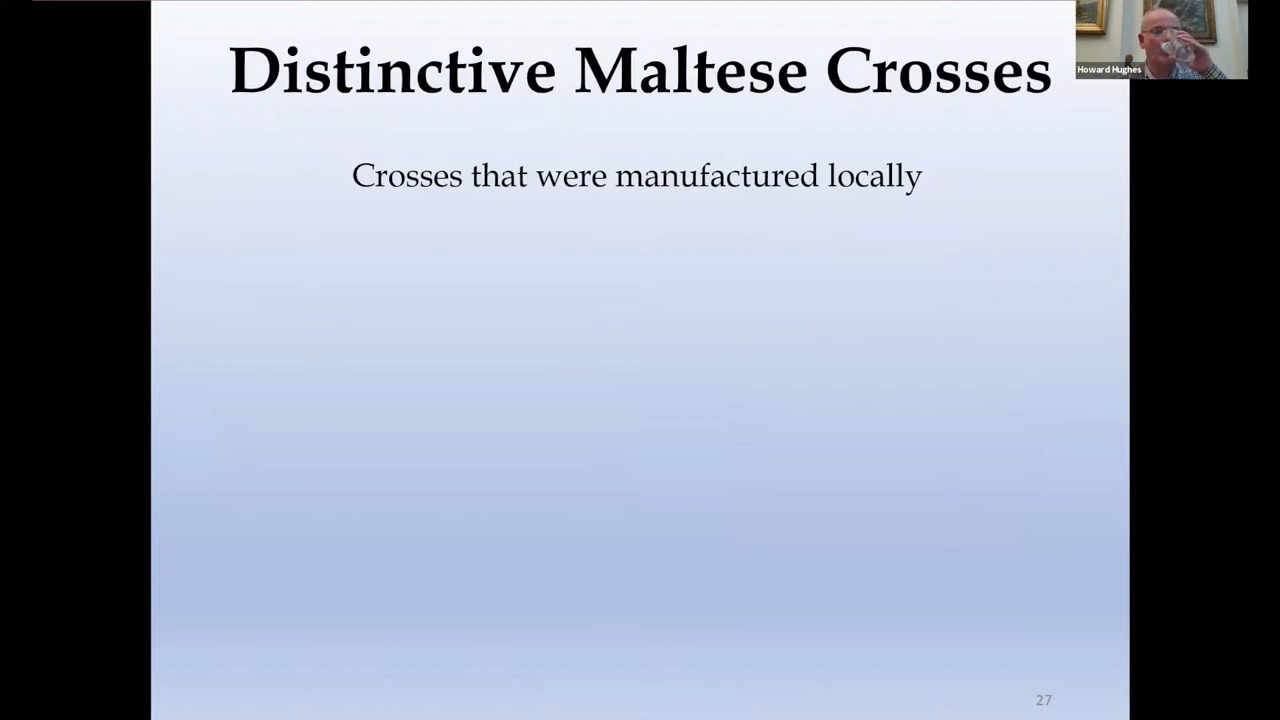 Distinctive Maltese Crosses
Howard Hughes
Crosses that were manufactured locally
27